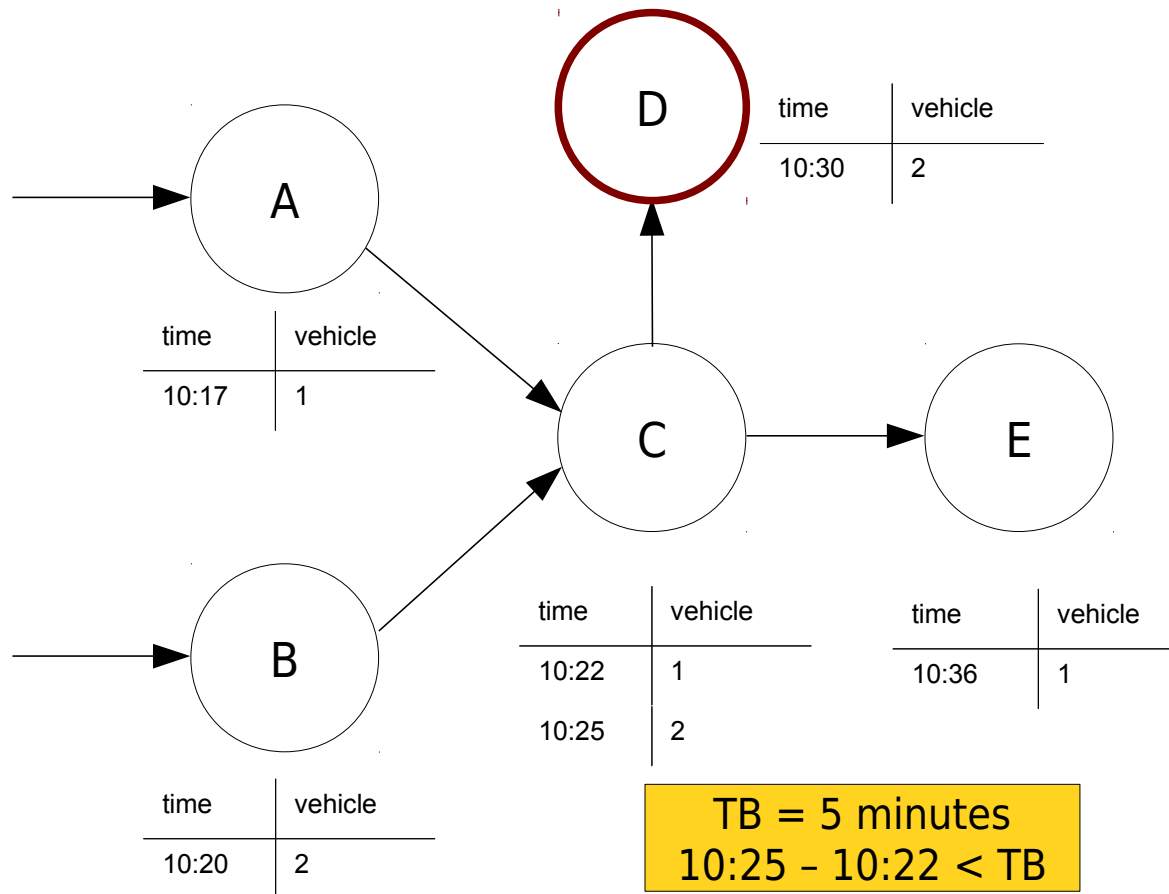 D
time vehicle
10:30 2
A
time vehicle
10:17 1
C
E
time vehicle
10:22 1
10:25 2
time vehicle
10:36 1
B
time vehicle
10:20 2
TB = 5 minutes
10:25 – 10:22 < TB